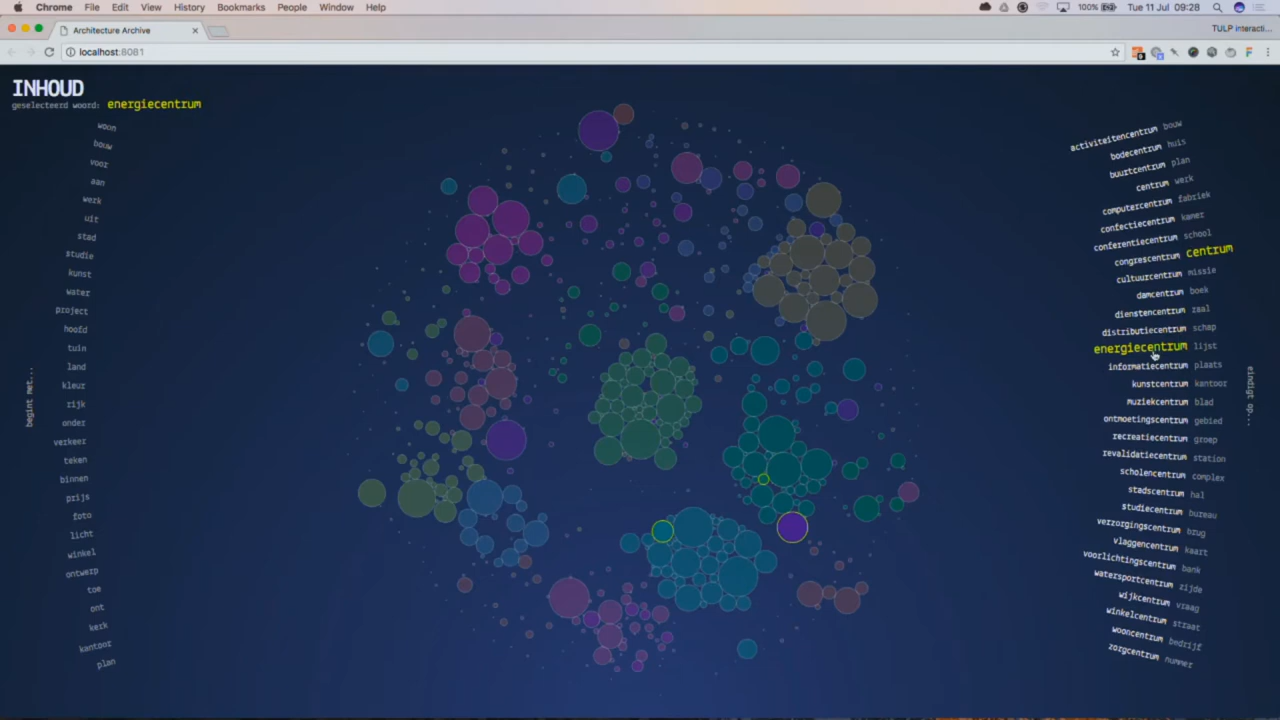 Chrome File Edit View History Bookmarks People Window Help 100% Tue 11 Jul 09:28
Architecture Archive TULP interacti...
localhost:8081
INHOUD
geselecteerd woord: energiecentrum
begint met...
woon
bouw
voor
aan
werk
uit
stad
studie
kunst
water
project
hoofd
tuin
land
kleur
rijk
onder
verkeer
teken
binnen
prijs
foto
licht
winkel
ontwerp
toe
ont
kerk
kantoor
plan
activiteitencentrum
bodecentrum
buurtcentrum
centrum
computercentrum
confectiecentrum
conferentiecentrum
congrescentrum
cultuurcentrum
damcentrum
dienstencentrum
distributiecentrum
energiecentrum
informatiecentrum
kunstcentrum
muziekcentrum
ontmoetingscentrum
recreatiecentrum
revalidatiecentrum
scholencentrum
stadscentrum
studiecentrum
verzorgingscentrum
vlaggencentrum
voorlichtingscentrum
watersportcentrum
wijkcentrum
winkelcentrum
wooncentrum
zorgcentrum
bouw
huis
plan
werk
fabriek
kamer
school
centrum
missie
boek
zaal
schap
lijst
plaats
kantoor
blad
gebied
groep
station
complex
hal
bureau
brug
kaart
bank
zijde
vraag
straat
bedrijf
nummer
eindigt op...